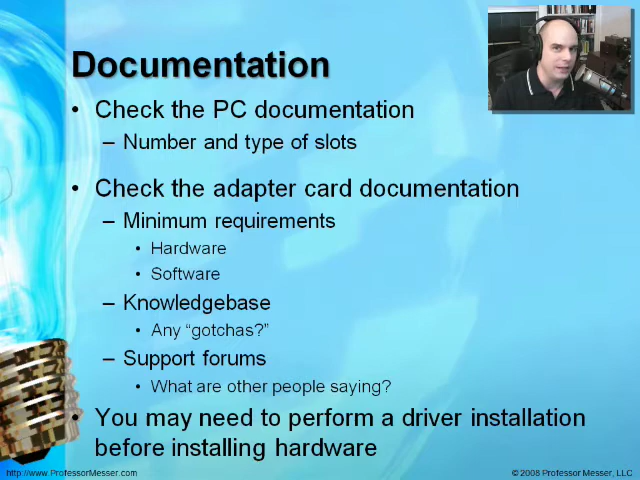 Documentation
• Check the PC documentation
– Number and type of slots
• Check the adapter card documentation
– Minimum requirements
• Hardware
• Software
– Knowledgebase
• Any “gotchas?”
– Support forums
• What are other people saying?
• You may need to perform a driver installation
before installing hardware
http://www.ProfessorMesser.com
© 2008 Professor Messer, LLC